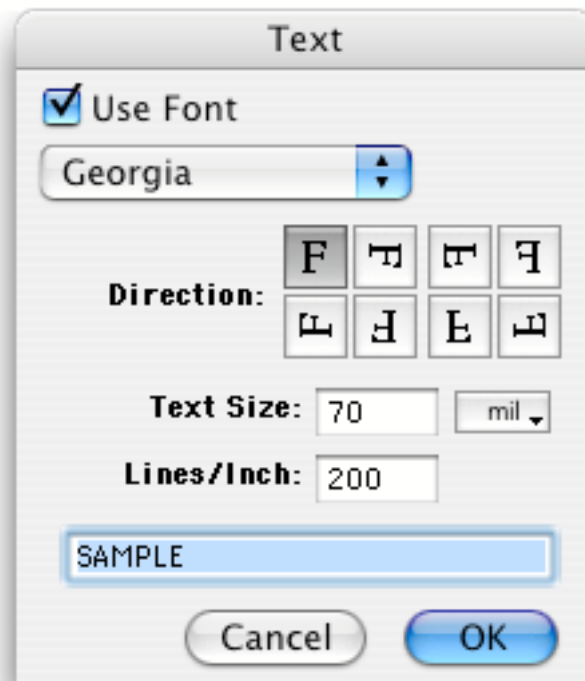 Text
Use Font
Georgia
F F F F
Direction:
F F F F
Text Size: 70 mil
Lines/Inch: 200
SAMPLE
Cancel OK